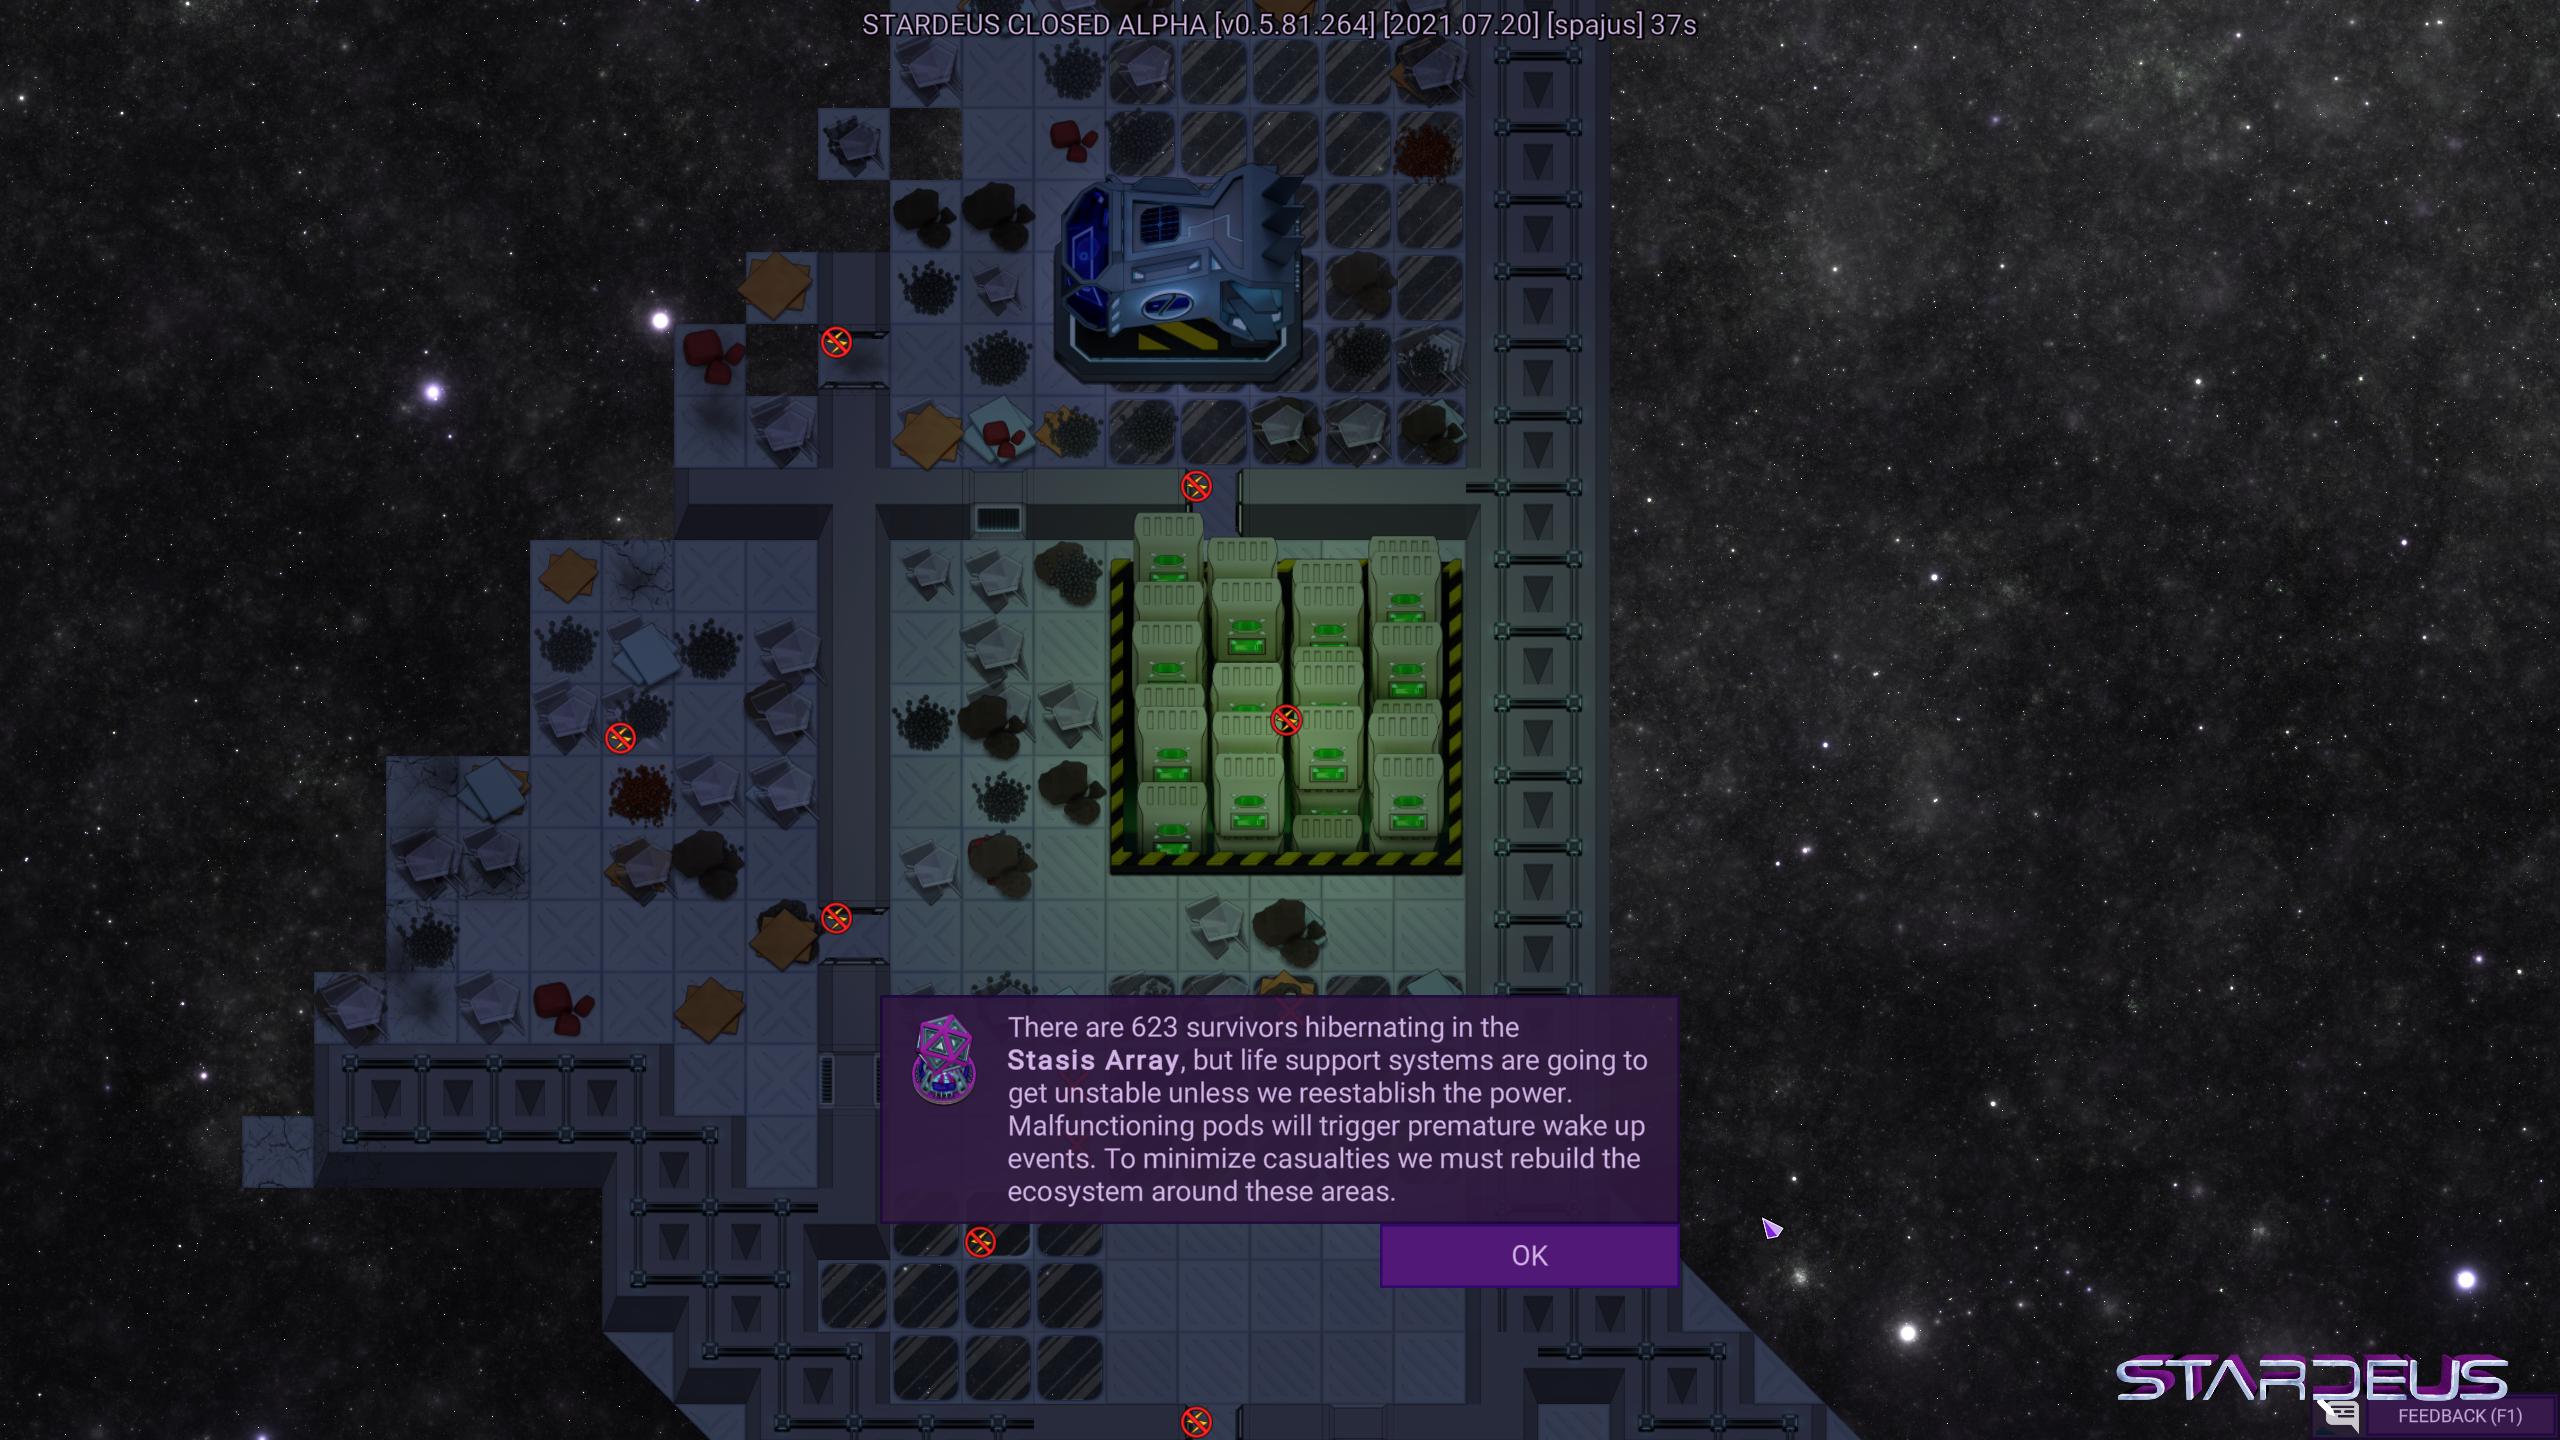 STARDEUS CLOSED ALPHA [v0.5.81.264] [2021.07.20] [spajus] 37s
There are 623 survivors hibernating in the
Stasis Array, but life support systems are going to
get unstable unless we reestablish the power.
Malfunctioning pods will trigger premature wake up
events. To minimize casualties we must rebuild the
ecosystem around these areas.
OK
STARDEUS
FEEDBACK (F1)